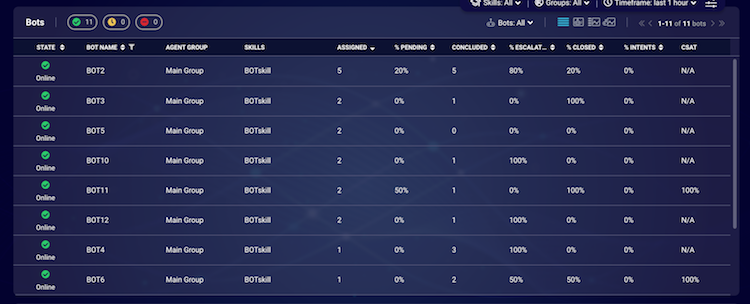 Skills: All Groups: All Timeframe: last 1 hour
Bots 11 0 0 Bots: All 1-11 of 11 bots
STATE BOT NAME AGENT GROUP SKILLS ASSIGNED % PENDING CONCLUDED % ESCALAT... % CLOSED % INTENTS CSAT
Online BOT2 Main Group BOTskill 5 20% 5 80% 20% 0% N/A
Online BOT3 Main Group BOTskill 2 0% 1 0% 100% 0% N/A
Online BOT5 Main Group BOTskill 2 0% 0 0% 0% 0% N/A
Online BOT10 Main Group BOTskill 2 0% 1 100% 0% 0% N/A
Online BOT11 Main Group BOTskill 2 50% 1 0% 100% 0% 100%
Online BOT12 Main Group BOTskill 2 0% 1 100% 0% 0% N/A
Online BOT4 Main Group BOTskill 1 0% 3 100% 0% 0% N/A
Online BOT6 Main Group BOTskill 1 0% 2 50% 50% 0% 100%